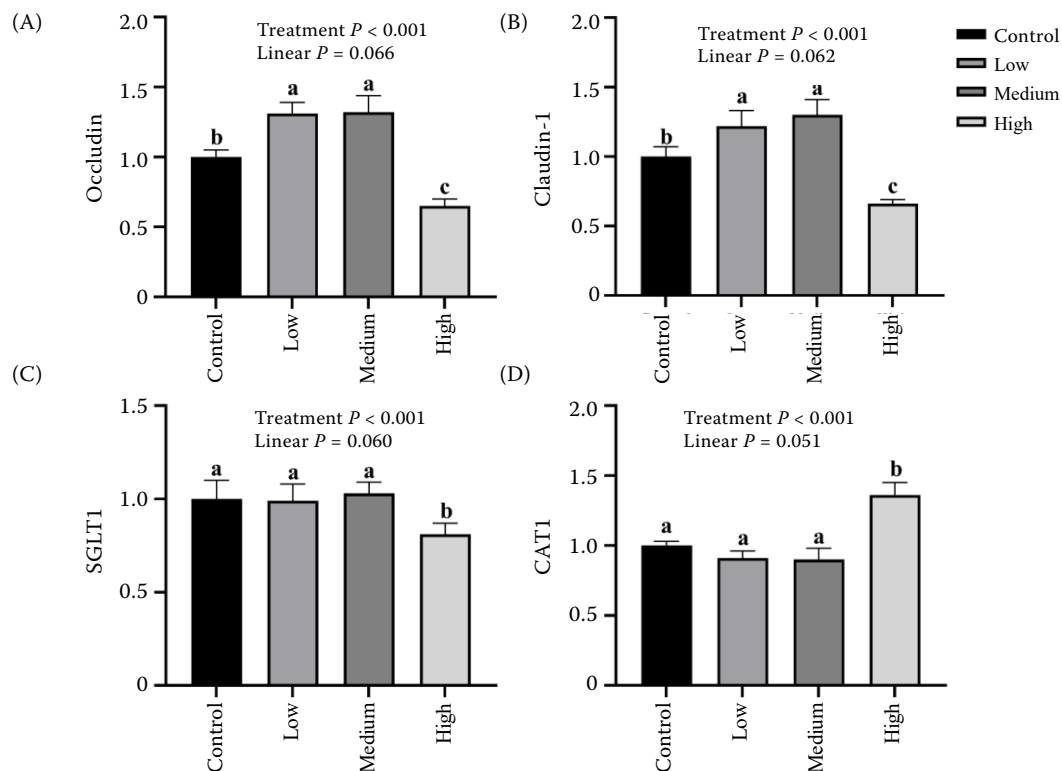 (A)
2.0
1.5
1.0
0.5
0
Occludin
Treatment P < 0.001
Linear P = 0.066
b
a
a
c
Control
Low
Medium
High
(B)
2.0
1.5
1.0
0.5
0
Claudin-1
Treatment P < 0.001
Linear P = 0.062
b
a
a
c
Control
Low
Medium
High
Control
Low
Medium
High
(C)
1.5
1.0
0.5
0
SGLT1
Treatment P < 0.001
Linear P = 0.060
a
a
a
b
Control
Low
Medium
High
(D)
2.0
1.5
1.0
0.5
0
CAT1
Treatment P < 0.001
Linear P = 0.051
a
a
a
b
Control
Low
Medium
High